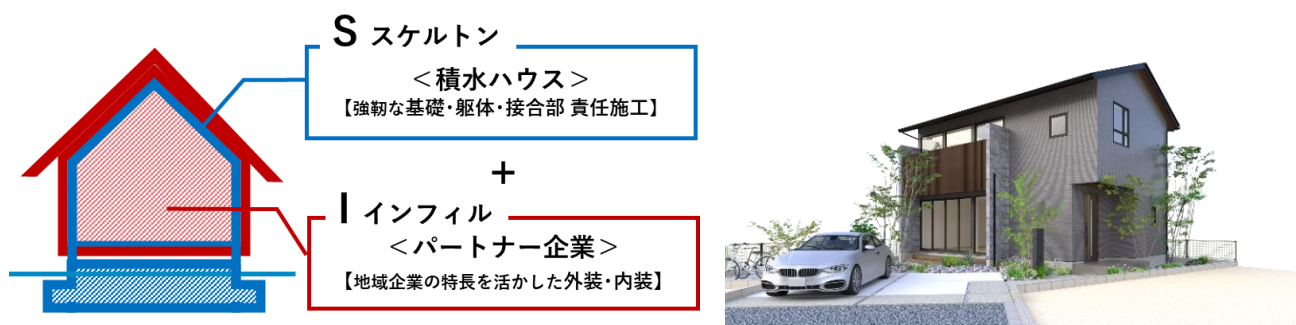 S スケルトン
＜積水ハウス＞
【強靭な基礎･躯体･接合部 責任施工】
＋
I インフィル
＜パートナー企業＞
【地域企業の特長を活かした外装･内装】